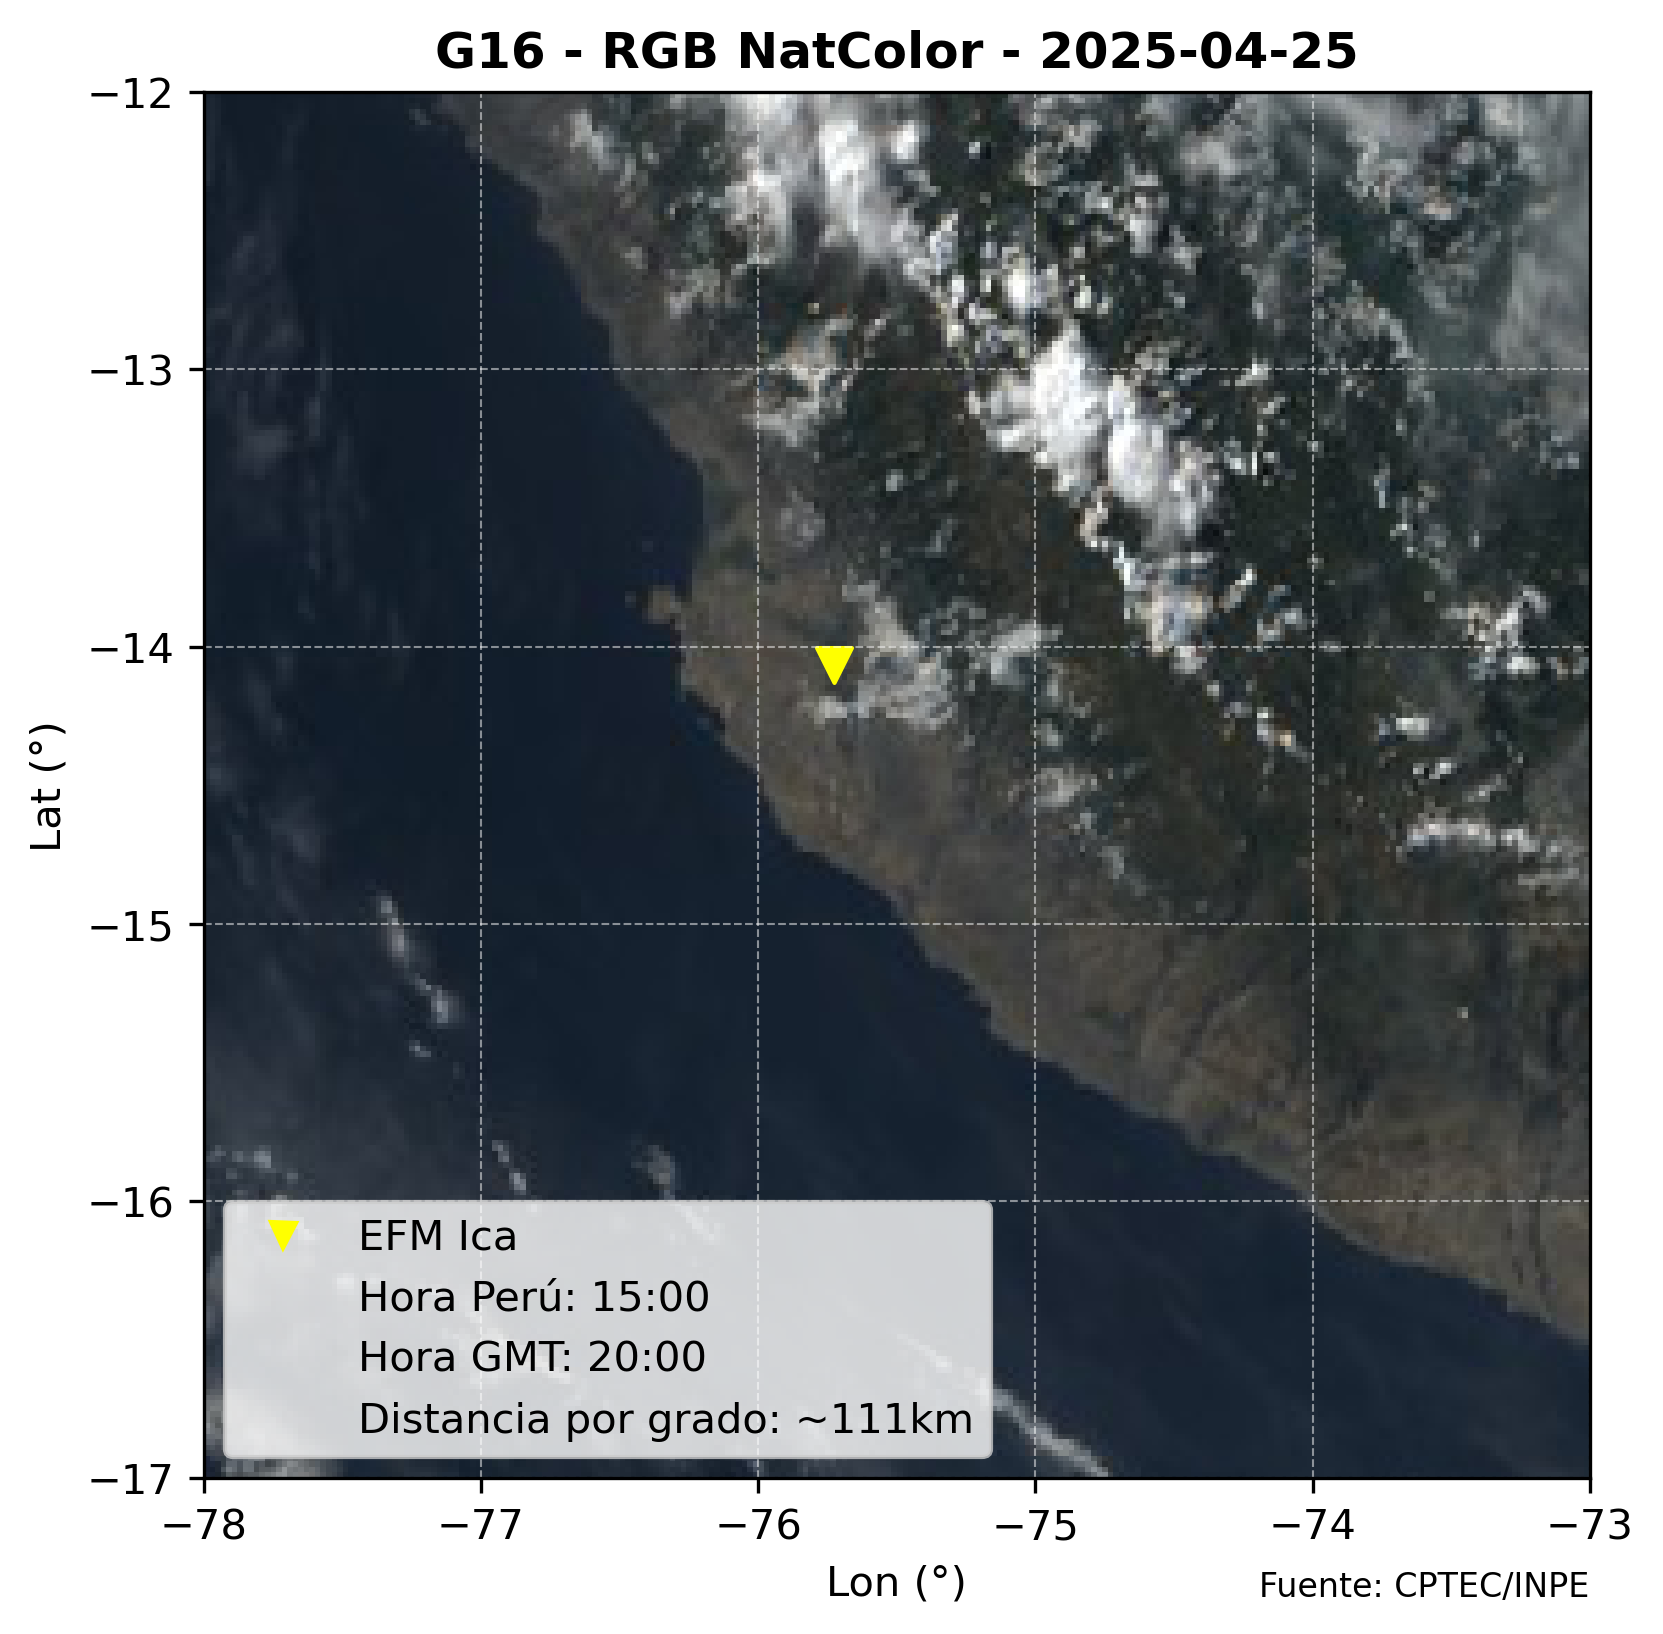 G16 - RGB NatColor - 2025-04-25
−12
−13
−14
−15
−16
−17
Lat (°)
EFM Ica
Hora Perú: 15:00
Hora GMT: 20:00
Distancia por grado: ~111km
−78
−77
−76
−75
−74
−73
Lon (°)
Fuente: CPTEC/INPE